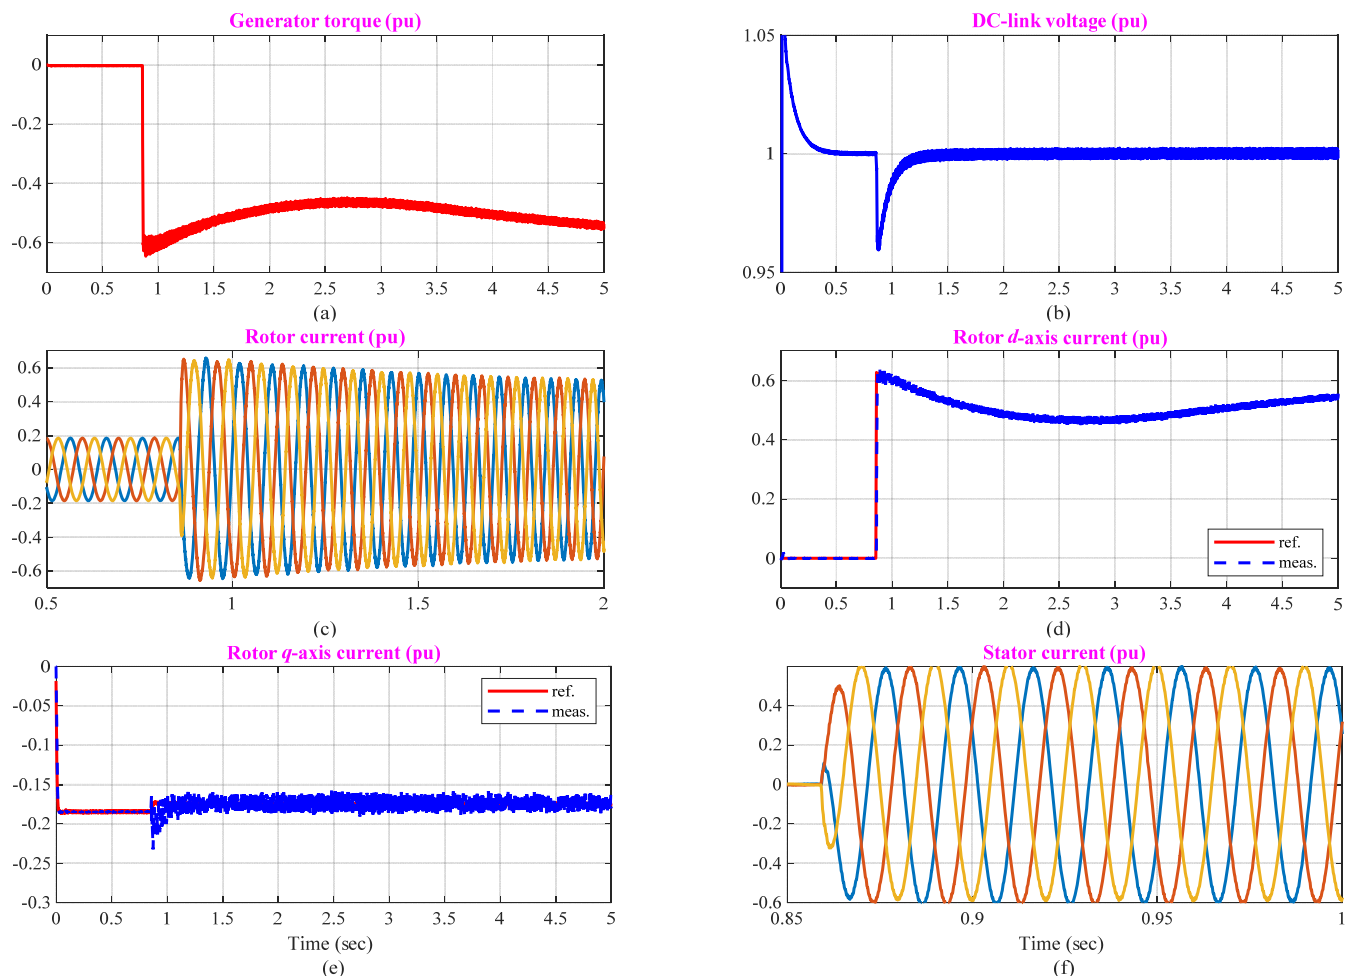 Generator torque (pu)
0
-0.2
-0.4
-0.6
0 0.5 1 1.5 2 2.5 3 3.5 4 4.5 5
(a)
DC-link voltage (pu)
1.05
1
0.95
0 0.5 1 1.5 2 2.5 3 3.5 4 4.5 5
(b)
Rotor current (pu)
0.6
0.4
0.2
0
-0.2
-0.4
-0.6
0.5 1 1.5 2
(c)
Rotor d-axis current (pu)
0.6
0.4
0.2
0
ref.
meas.
0 0.5 1 1.5 2 2.5 3 3.5 4 4.5 5
(d)
Rotor q-axis current (pu)
0
-0.05
-0.1
-0.15
-0.2
-0.25
-0.3
ref.
meas.
0 0.5 1 1.5 2 2.5 3 3.5 4 4.5 5
Time (sec)
(e)
Stator current (pu)
0.4
0.2
0
-0.2
-0.4
-0.6
0.85 0.9 0.95 1
Time (sec)
(f)